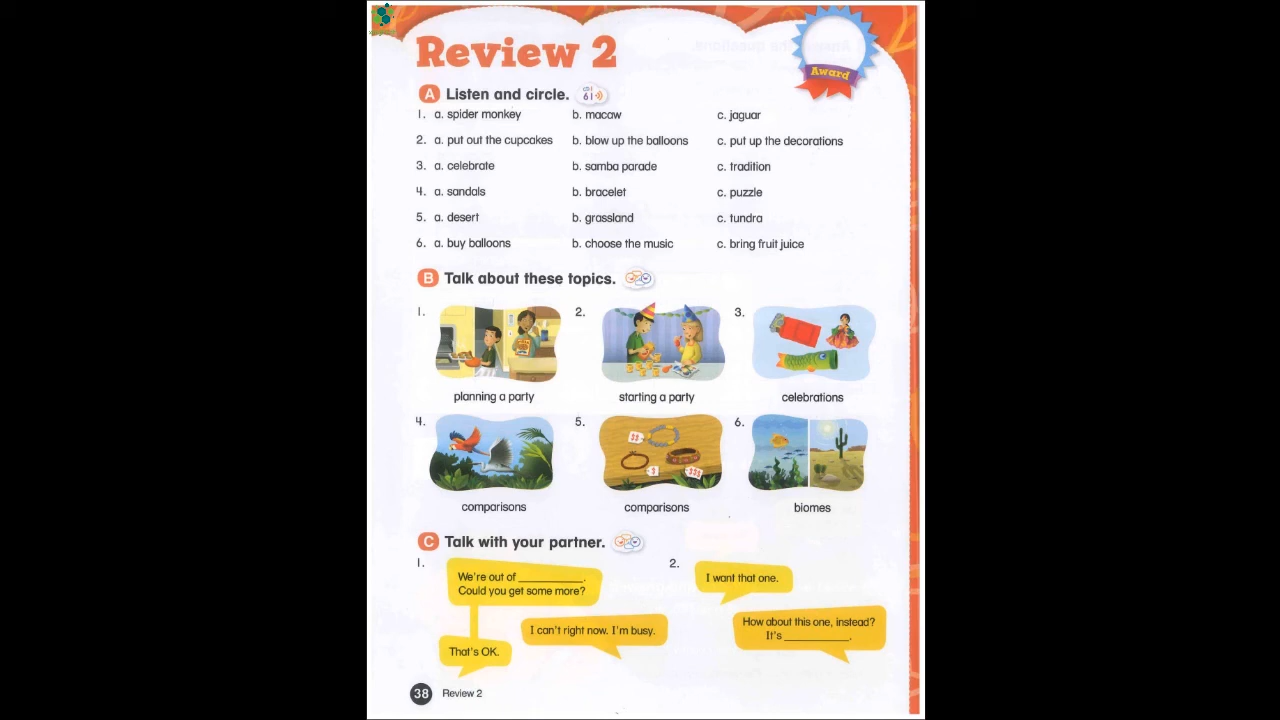 Review 2
Award
A Listen and circle. CD1 61
1. a. spider monkey b. macaw c. jaguar
2. a. put out the cupcakes b. blow up the balloons c. put up the decorations
3. a. celebrate b. samba parade c. tradition
4. a. sandals b. bracelet c. puzzle
5. a. desert b. grassland c. tundra
6. a. buy balloons b. choose the music c. bring fruit juice
B Talk about these topics.
1. 2. 3.
$$ $ $$$
planning a party starting a party celebrations
4. 5. 6.
comparisons comparisons biomes
C Talk with your partner.
1.
We're out of __________.
Could you get some more?
I can't right now. I'm busy.
That's OK.
2.
I want that one.
How about this one, instead?
It's __________.
38 Review 2